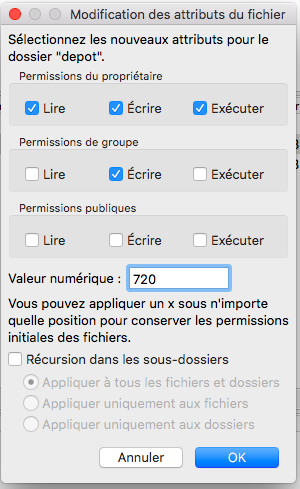 Modification des attributs du fichier
Sélectionnez les nouveaux attributs pour le
dossier "depot".
Permissions du propriétaire
Lire Écrire Exécuter
Permissions de groupe
Lire Écrire Exécuter
Permissions publiques
Lire Écrire Exécuter
Valeur numérique : 720
Vous pouvez appliquer un x sous n'importe
quelle position pour conserver les permissions
initiales des fichiers.
Récursion dans les sous-dossiers
Appliquer à tous les fichiers et dossiers
Appliquer uniquement aux fichiers
Appliquer uniquement aux dossiers
Annuler OK